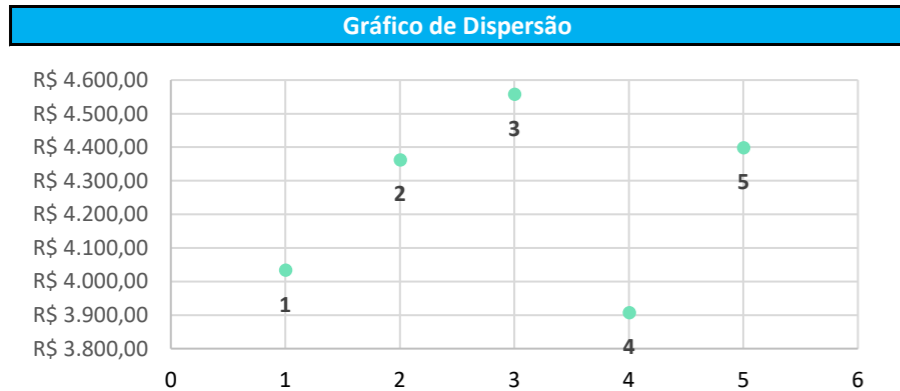 Gráfico de Dispersão
R$ 4.600,00
R$ 4.500,00
3
R$ 4.400,00
R$ 4.300,00
2
5
R$ 4.200,00
R$ 4.100,00
R$ 4.000,00
1
R$ 3.900,00
R$ 3.800,00
4
0 1 2 3 4 5 6